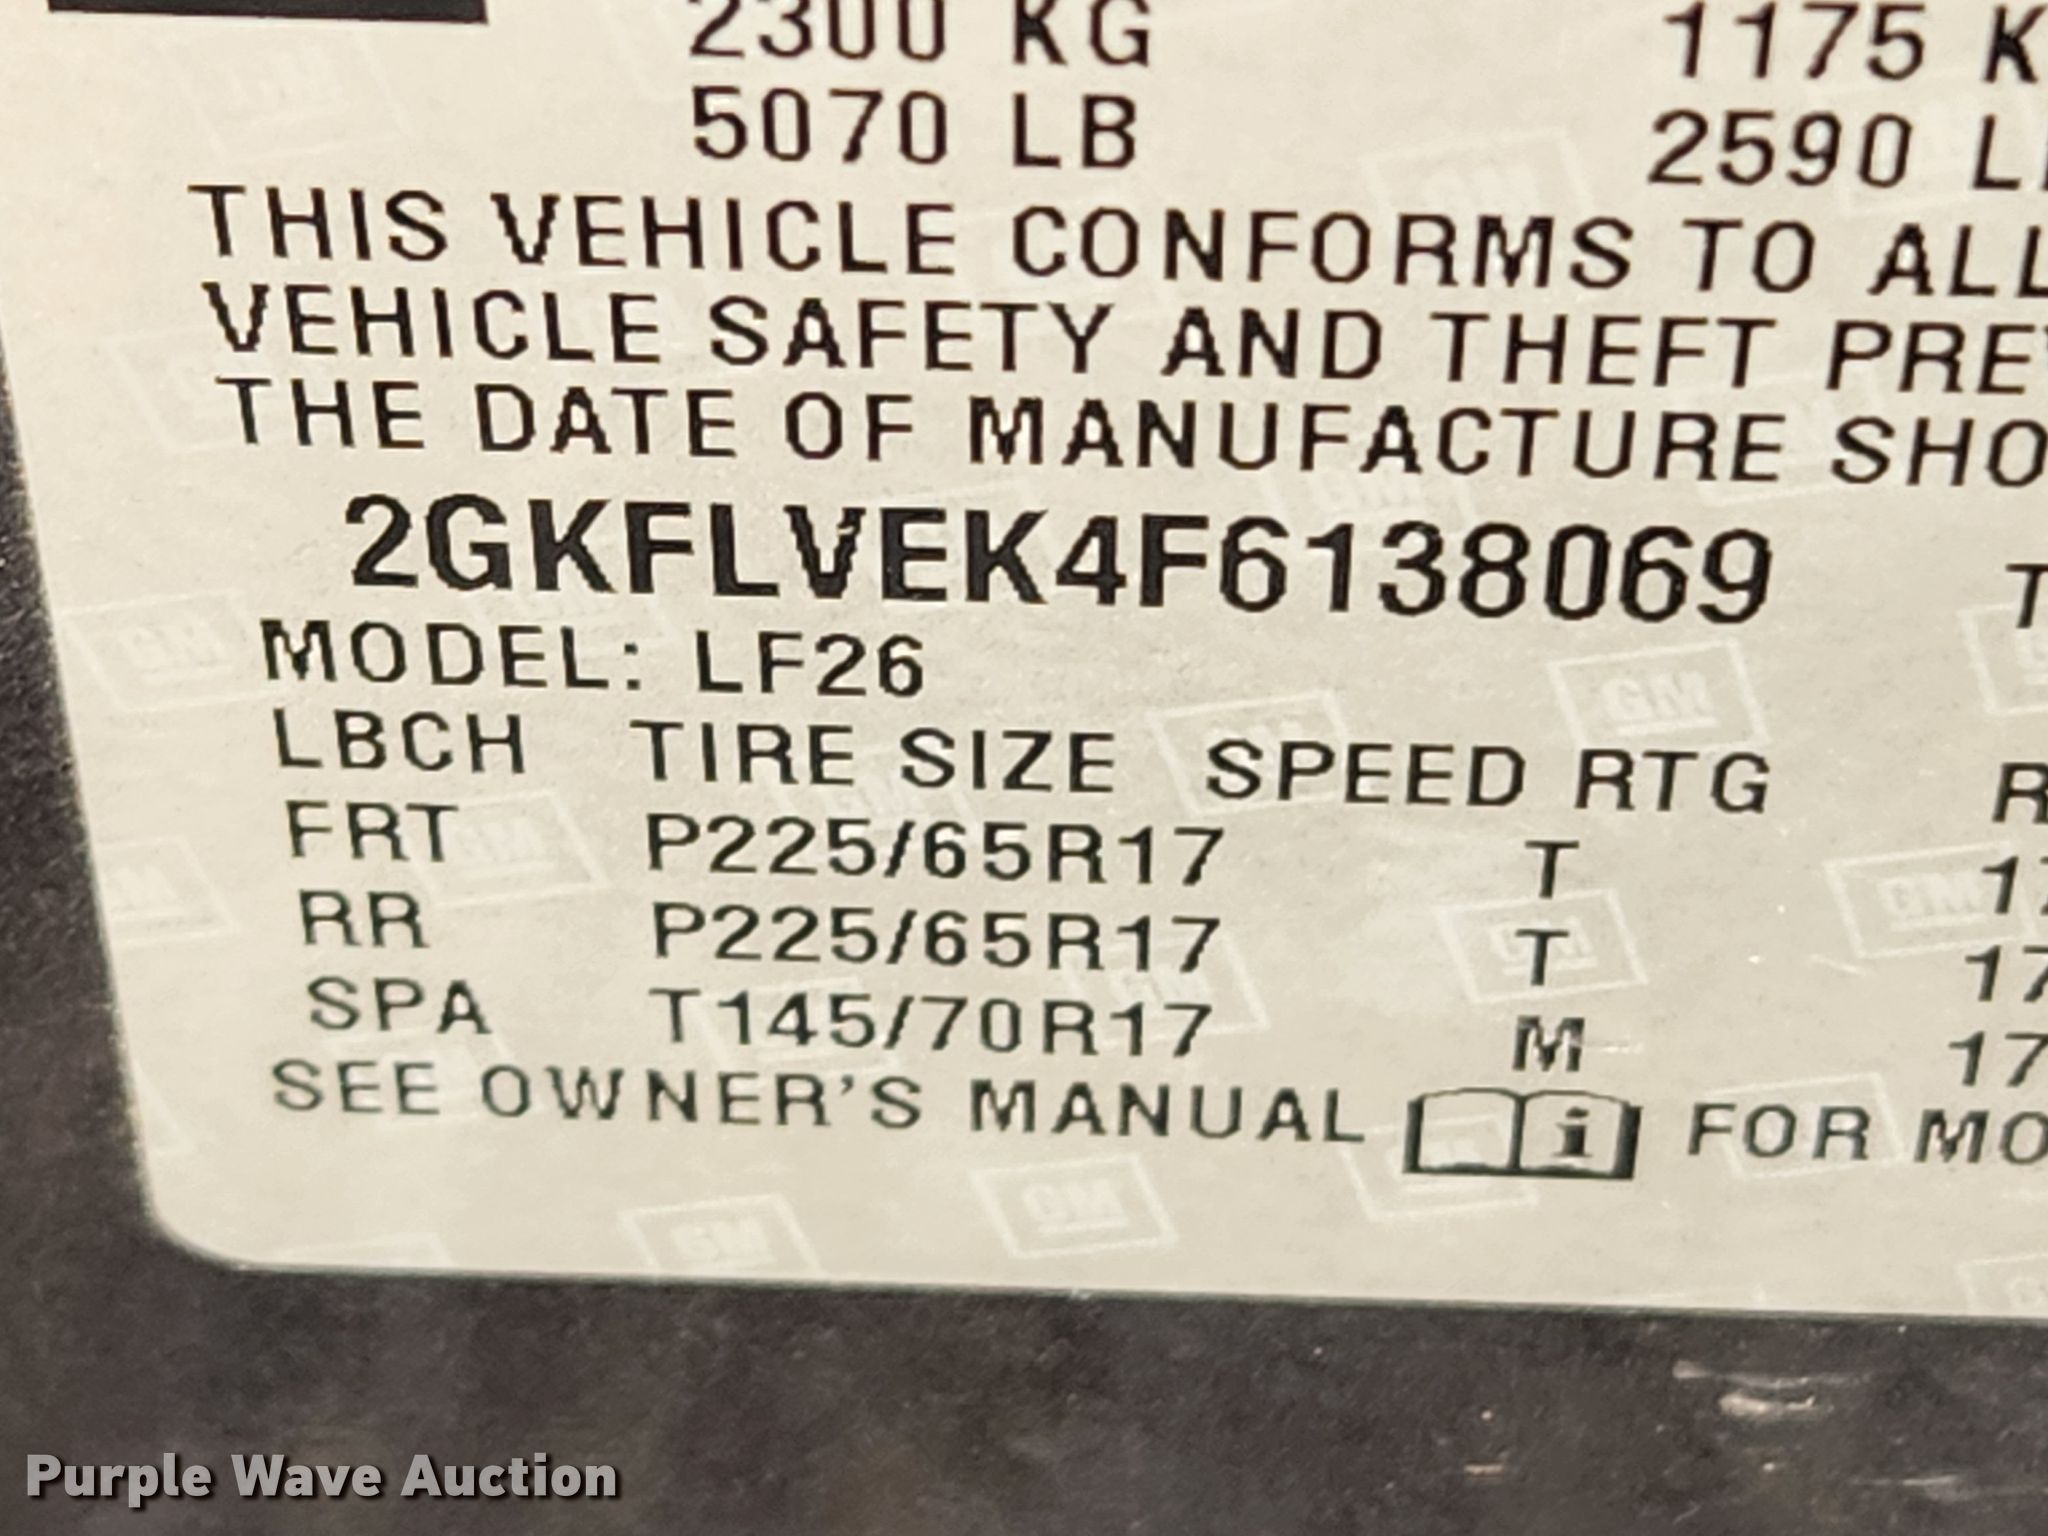 2300 KG 1175 K
5070 LB 2590 L
THIS VEHICLE CONFORMS TO ALL
VEHICLE SAFETY AND THEFT PRE
THE DATE OF MANUFACTURE SHO
2GKFLVEK4F6138069 T
MODEL: LF26
LBCH TIRE SIZE SPEED RTG R
FRT P225/65R17 T 17
RR P225/65R17 T 17
SPA T145/70R17 M 17
SEE OWNER'S MANUAL i FOR MO
Purple Wave Auction